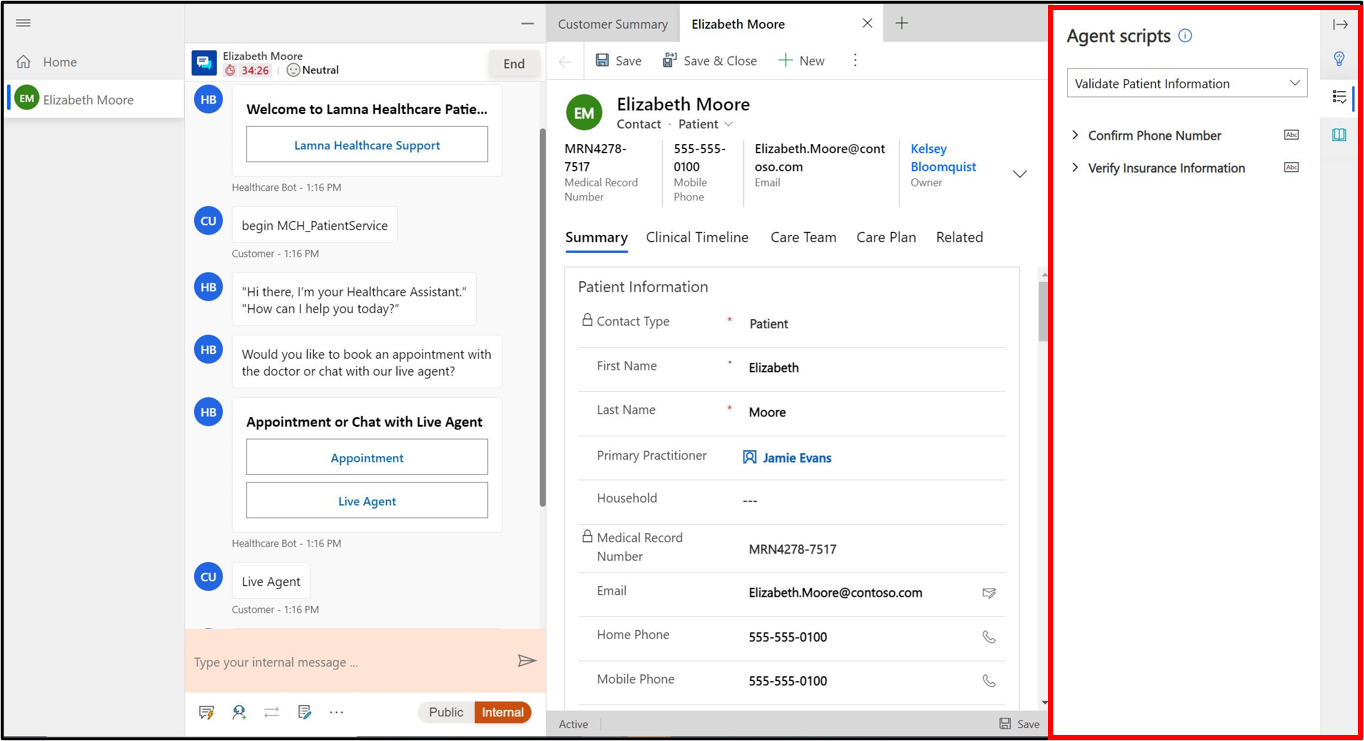 Home
EM Elizabeth Moore
Elizabeth Moore
34:26 Neutral
End
HB
Welcome to Lamna Healthcare Patie...
Lamna Healthcare Support
Healthcare Bot - 1:16 PM
CU
begin MCH_PatientService
Customer - 1:16 PM
HB
"Hi there, I'm your Healthcare Assistant."
"How can I help you today?"
HB
Would you like to book an appointment with
the doctor or chat with our live agent?
HB
Appointment or Chat with Live Agent
Appointment
Live Agent
Healthcare Bot - 1:16 PM
CU
Live Agent
Customer - 1:16 PM
Type your internal message ...
Public Internal
Customer Summary Elizabeth Moore
Save Save & Close New
EM
Elizabeth Moore
Contact · Patient
MRN4278-
7517
Medical Record
Number
555-555-
0100
Mobile
Phone
Elizabeth.Moore@cont
oso.com
Email
Kelsey
Bloomquist
Owner
Summary Clinical Timeline Care Team Care Plan Related
Patient Information
Contact Type * Patient
First Name * Elizabeth
Last Name * Moore
Primary Practitioner Jamie Evans
Household ---
Medical Record
Number
MRN4278-7517
Email Elizabeth.Moore@contoso.com
Home Phone 555-555-0100
Mobile Phone 555-555-0100
Active Save
Agent scripts
Validate Patient Information
Confirm Phone Number Abc
Verify Insurance Information Abc